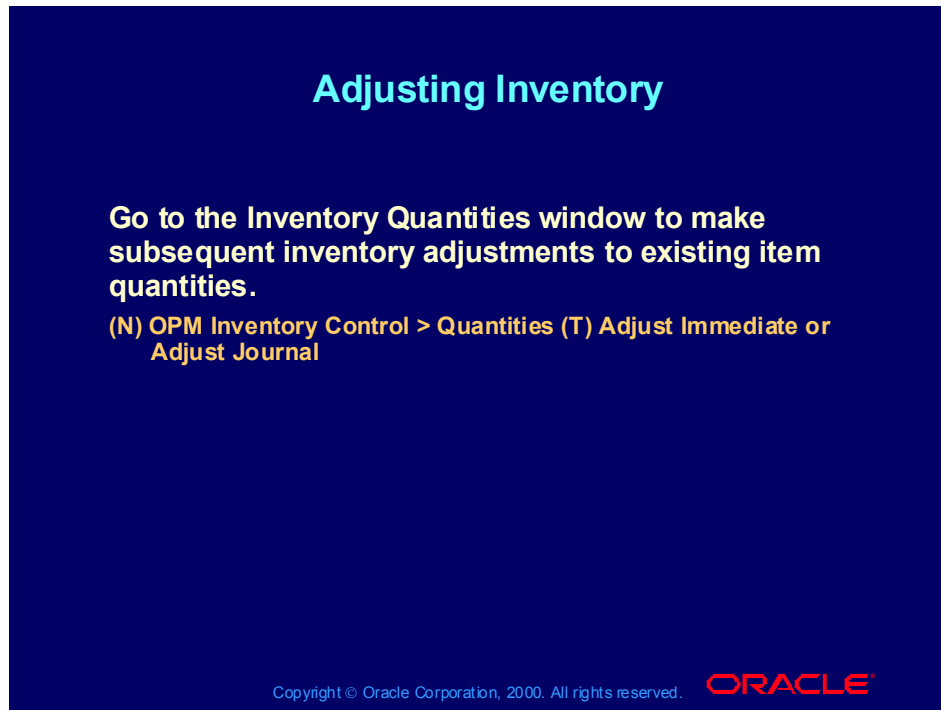 Adjusting Inventory
Go to the Inventory Quantities window to make
subsequent inventory adjustments to existing item
quantities.
(N) OPM Inventory Control > Quantities (T) Adjust Immediate or
Adjust Journal
Copyright © Oracle Corporation, 2000. All rights reserved.
ORACLE®